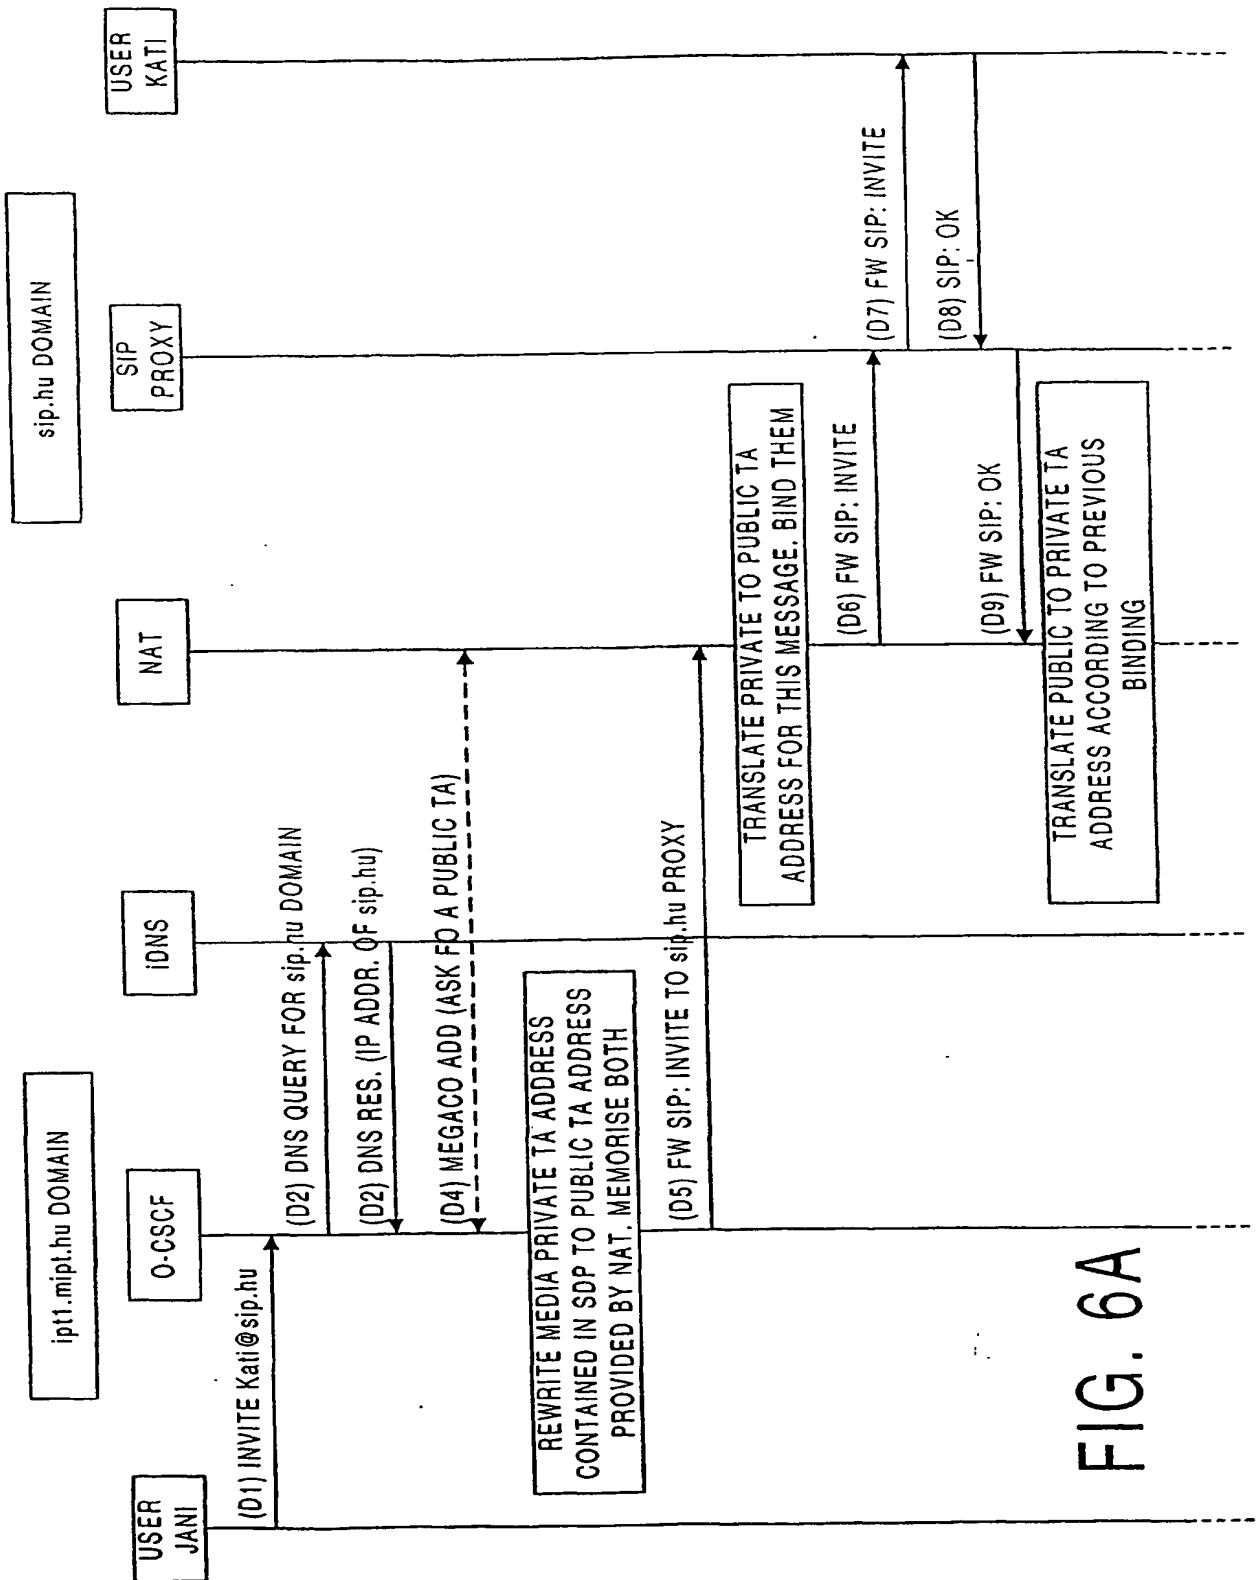 ipt1.mipt.hu DOMAIN
sip.hu DOMAIN
USER
JANI
O-CSCF
iDNS
NAT
SIP
PROXY
USER
KATI
(D1) INVITE Kati@sip.hu
(D2) DNS QUERY FOR sip.hu DOMAIN
(D2) DNS RES. (IP ADDR. OF sip.hu)
(D4) MEGACO ADD (ASK FO A PUBLIC TA)
REWRITE MEDIA PRIVATE TA ADDRESS
CONTAINED IN SDP TO PUBLIC TA ADDRESS
PROVIDED BY NAT. MEMORISE BOTH
(D5) FW SIP: INVITE TO sip.hu PROXY
TRANSLATE PRIVATE TO PUBLIC TA
ADDRESS FOR THIS MESSAGE. BIND THEM
(D6) FW SIP: INVITE
(D7) FW SIP: INVITE
(D8) SIP: OK
(D9) FW SIP: OK
TRANSLATE PUBLIC TO PRIVATE TA
ADDRESS ACCORDING TO PREVIOUS
BINDING
FIG. 6A